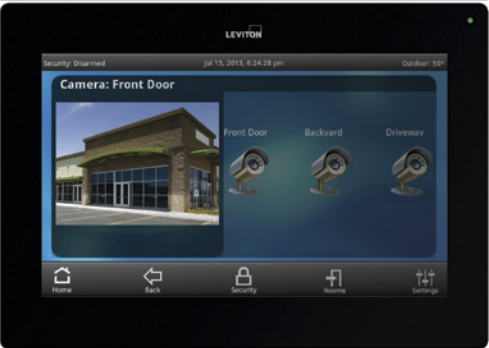 LEVITON
Security: Disarmed Jul 15, 2013, 6:24:28 pm Outdoor: 59°
Camera: Front Door
Front Door Backyard Driveway
Home Back Security Rooms Settings